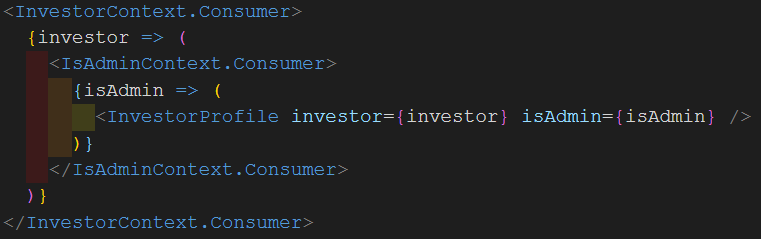 <InvestorContext.Consumer>
  {investor => (
    <IsAdminContext.Consumer>
      {isAdmin => (
        <InvestorProfile investor={investor} isAdmin={isAdmin} />
      )}
    </IsAdminContext.Consumer>
  )}
</InvestorContext.Consumer>